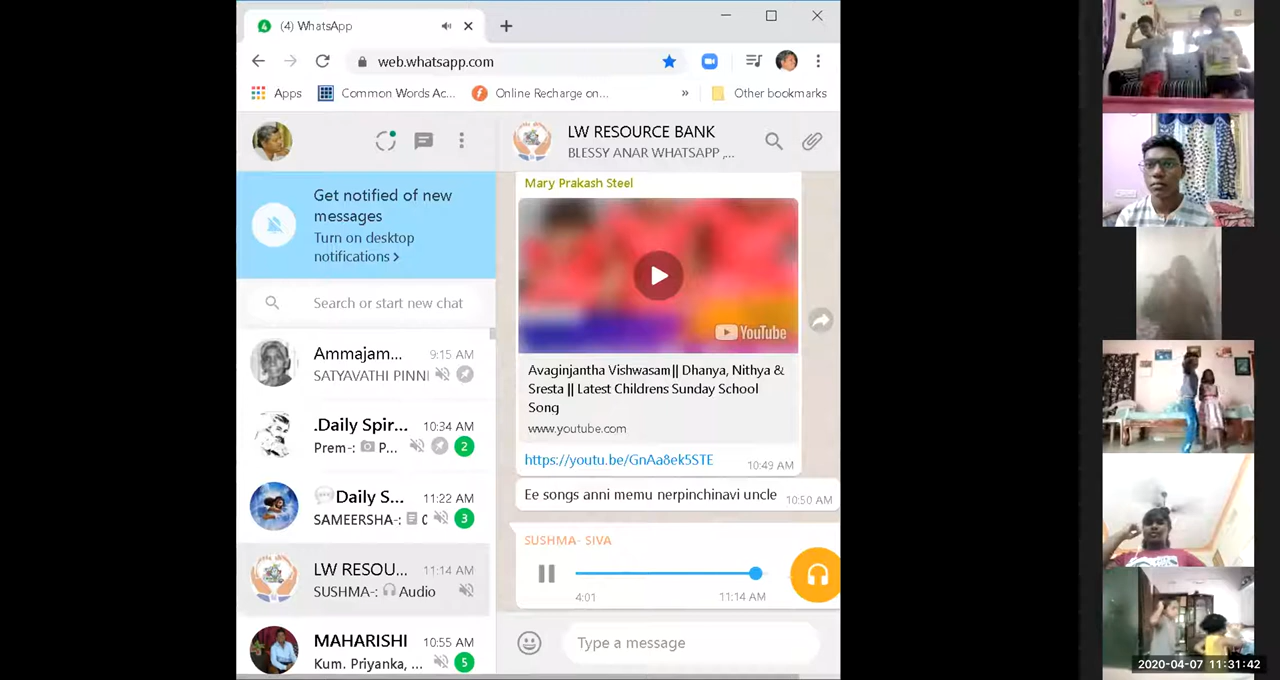 4
(4) WhatsApp
web.whatsapp.com
Apps
Common Words Ac...
Online Recharge on...
»
Other bookmarks
LW RESOURCE BANK
BLESSY ANAR WHATSAPP ,...
Get notified of new
messages
Turn on desktop
notifications >
Search or start new chat
Ammajam...
9:15 AM
SATYAVATHI PINNI
.Daily Spir...
10:34 AM
Prem-: P...
2
Daily S...
11:22 AM
SAMEERSHA-:
3
LW RESOU...
11:14 AM
SUSHMA-: Audio
MAHARISHI
10:55 AM
Kum. Priyanka, ...
5
Mary Prakash Steel
YouTube
Avaginjantha Vishwasam|| Dhanya, Nithya &
Sresta || Latest Childrens Sunday School
Song
www.youtube.com
https://youtu.be/GnAa8ek5STE
10:49 AM
Ee songs anni memu nerpinchinavi uncle
10:50 AM
SUSHMA- SIVA
4:01
11:14 AM
Type a message
2020-04-07 11:31:42